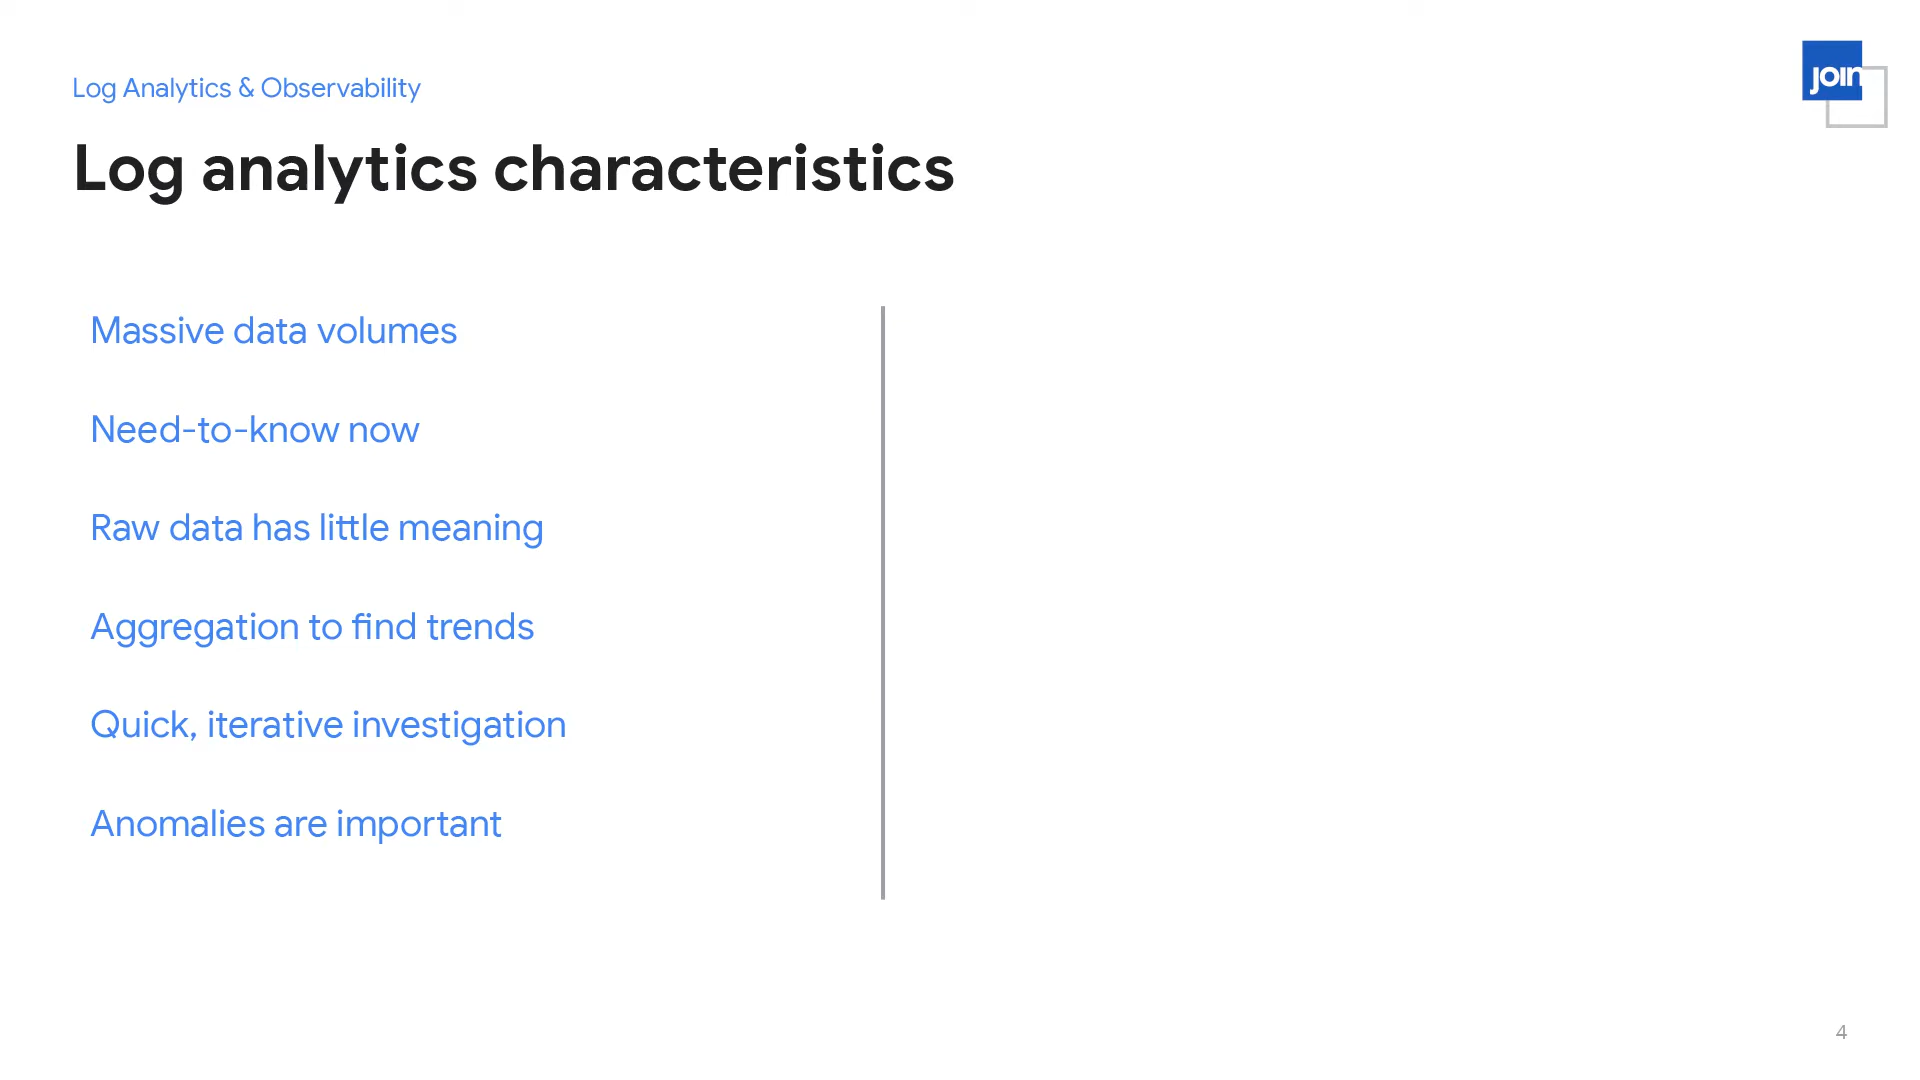 Log Analytics & Observability
join
Log analytics characteristics
Massive data volumes
Need-to-know now
Raw data has little meaning
Aggregation to find trends
Quick, iterative investigation
Anomalies are important
4